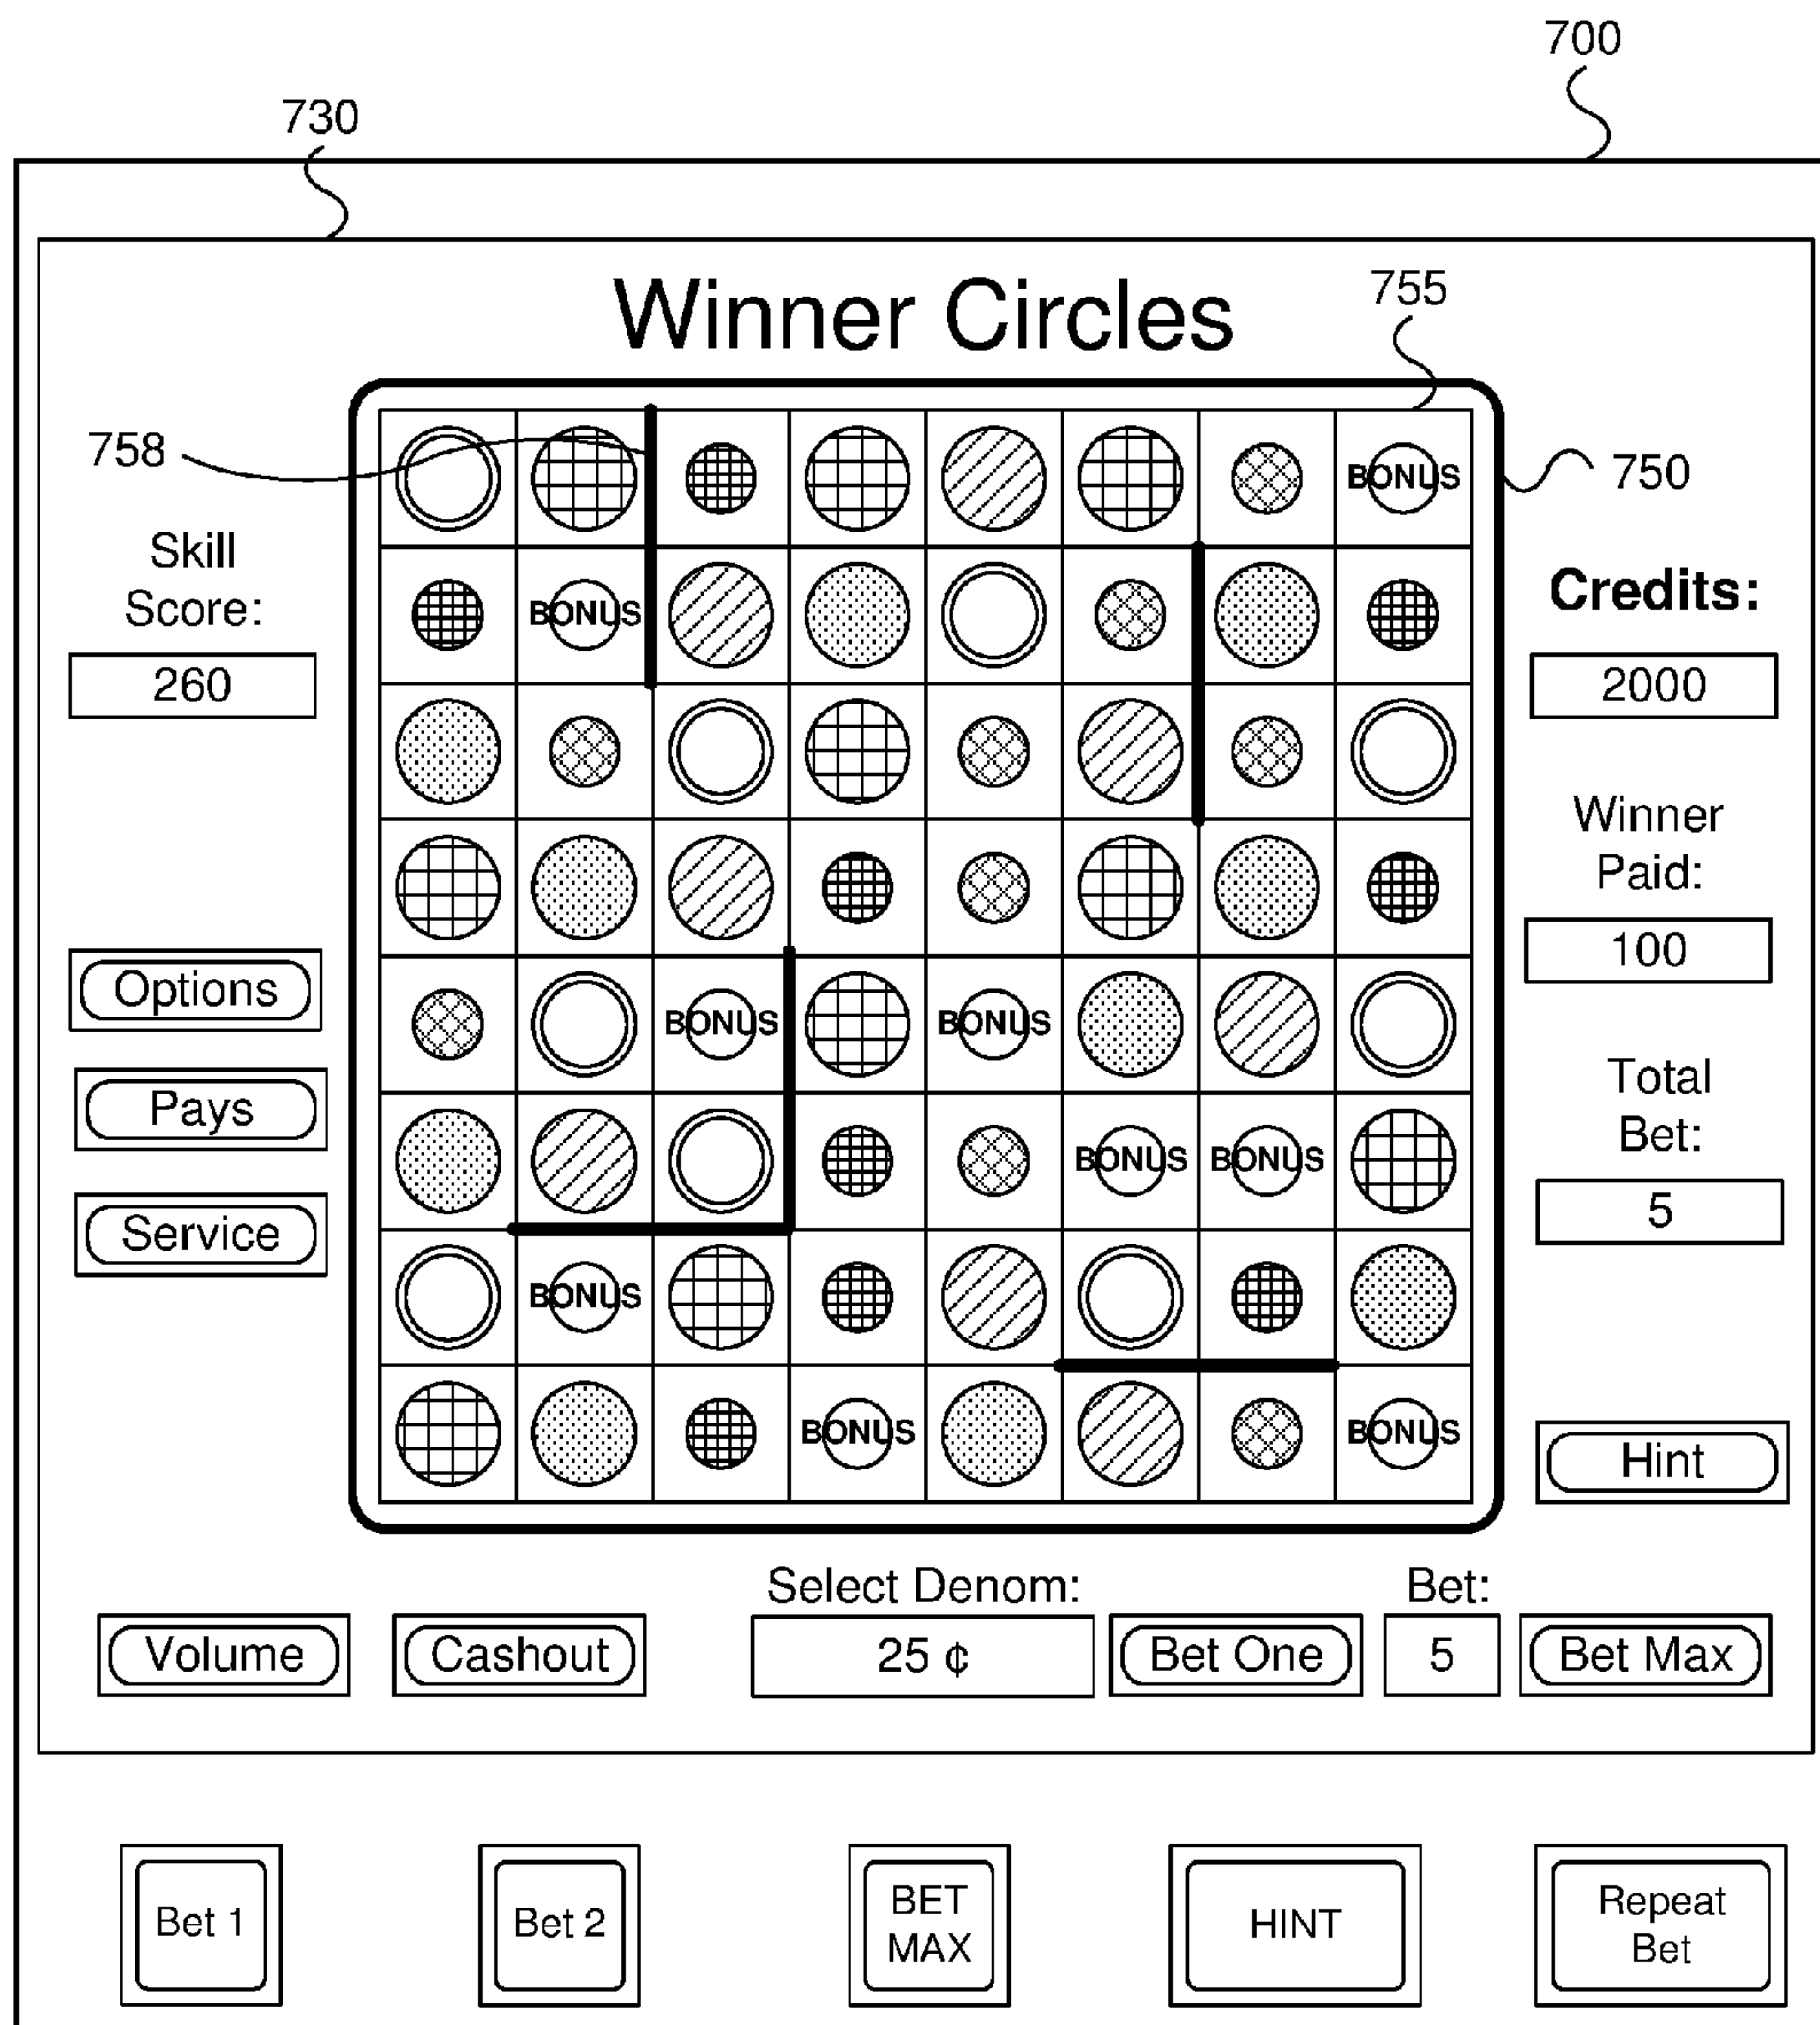 700
730
Winner Circles
755
758
750
BONUS
Skill
Score:
260
BONUS
Credits:
2000
Winner
Paid:
100
Options
BONUS
BONUS
Pays
Total
Bet:
5
BONUS
BONUS
Service
BONUS
BONUS
BONUS
Hint
Select Denom:
Bet:
Volume
Cashout
25 ¢
Bet One
5
Bet Max
Bet 1
Bet 2
BET
MAX
HINT
Repeat
Bet